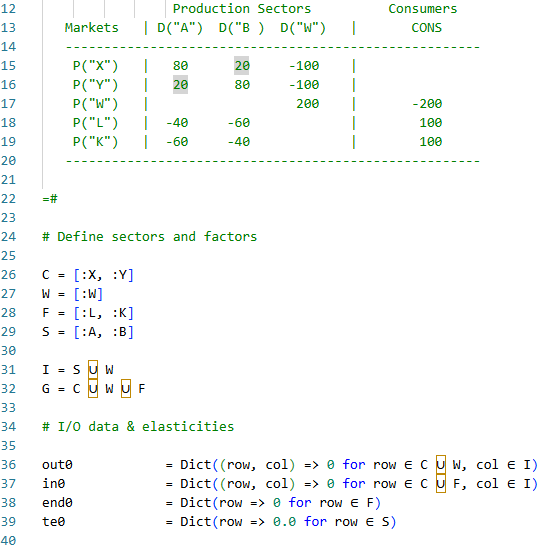 12 Production Sectors Consumers
13 Markets | D("A") D("B ) D("W") | CONS
14 ------------------------------------------------------
15 P("X") | 80 20 -100 |
16 P("Y") | 20 80 -100 |
17 P("W") | 200 | -200
18 P("L") | -40 -60 | 100
19 P("K") | -60 -40 | 100
20 ------------------------------------------------------
21
22 =#
23
24 # Define sectors and factors
25
26 C = [:X, :Y]
27 W = [:W]
28 F = [:L, :K]
29 S = [:A, :B]
30
31 I = S ∪ W
32 G = C ∪ W ∪ F
33
34 # I/O data & elasticities
35
36 out0 = Dict((row, col) => 0 for row ∈ C ∪ W, col ∈ I)
37 in0 = Dict((row, col) => 0 for row ∈ C ∪ F, col ∈ I)
38 end0 = Dict(row => 0 for row ∈ F)
39 te0 = Dict(row => 0.0 for row ∈ S)
40